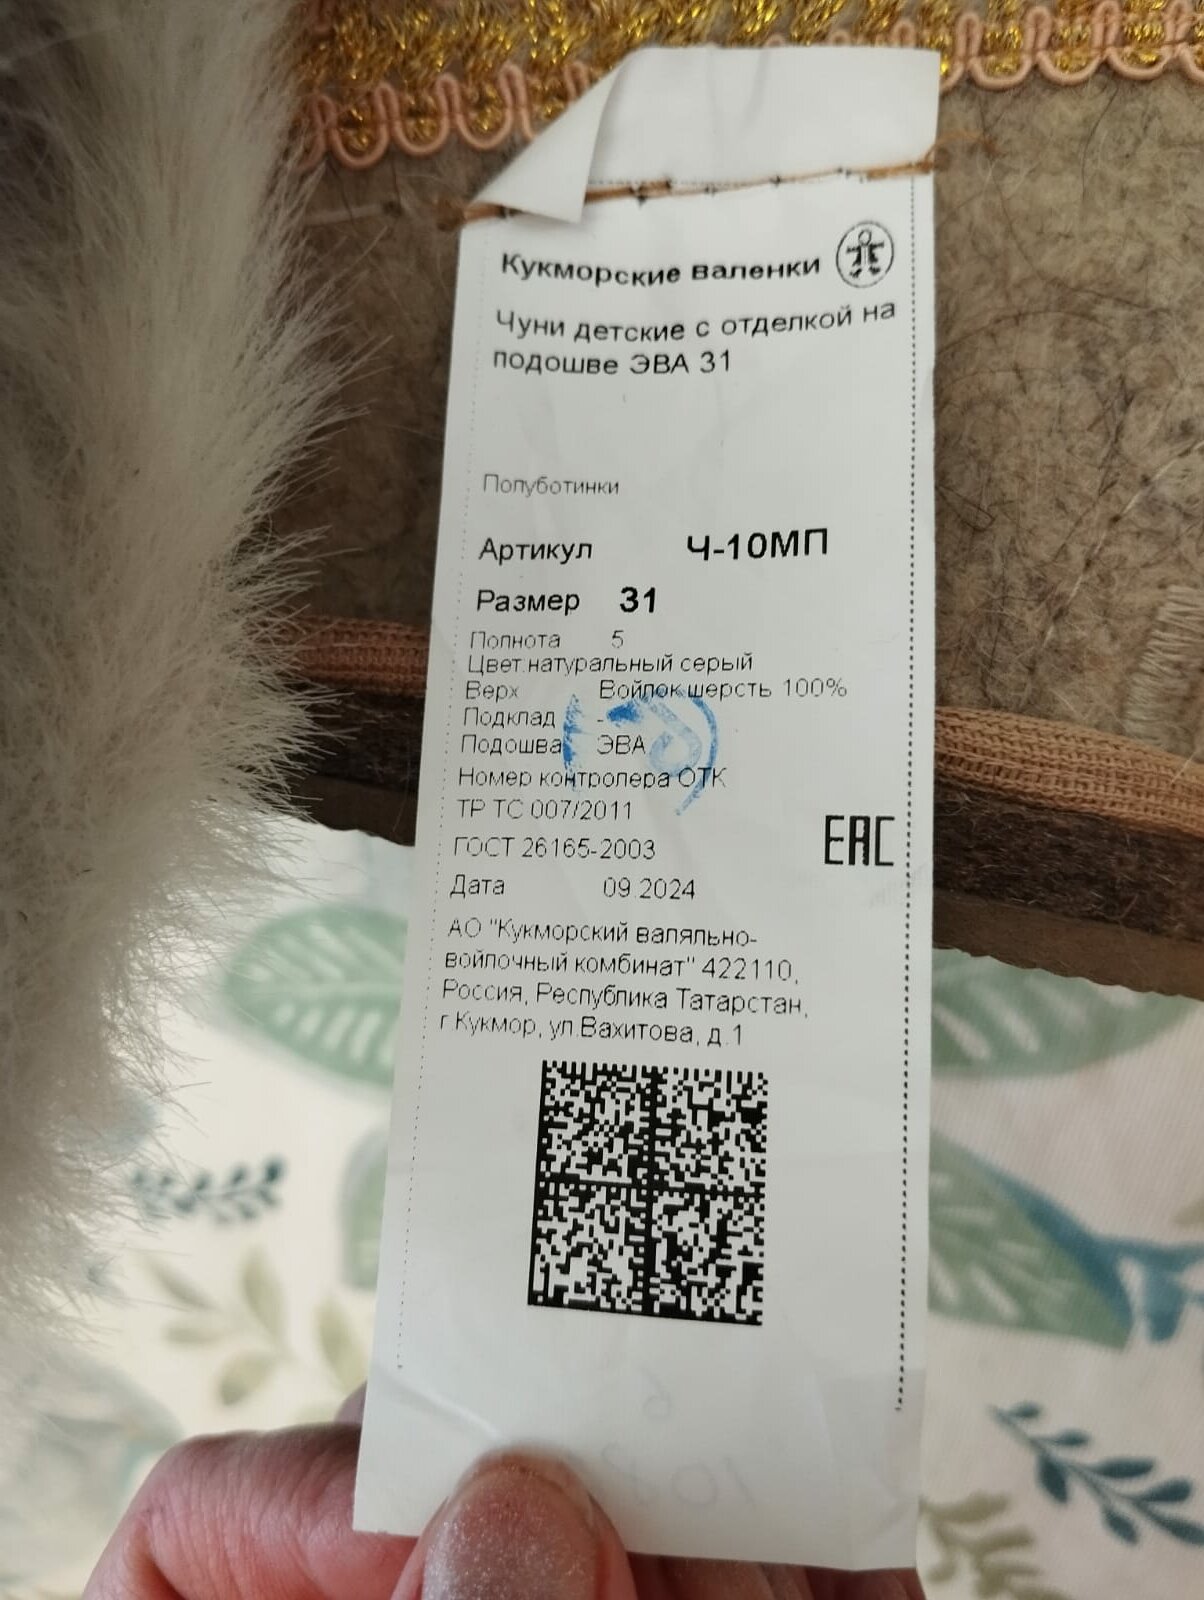 Кукморские валенки
Чуни детские с отделкой на
подошве ЭВА 31
Полуботинки
Артикул Ч-10МП
Размер 31
Полнота 5
Цвет натуральный серый
Верх Войлок шерсть 100%
Подклад -
Подошва ЭВА
Номер контролера ОТК
ТР ТС 007/2011
ГОСТ 26165-2003
EAC
Дата 09.2024
АО "Кукморский валяльно-
войлочный комбинат" 422110,
Россия, Республика Татарстан,
г.Кукмор, ул.Вахитова, д.1